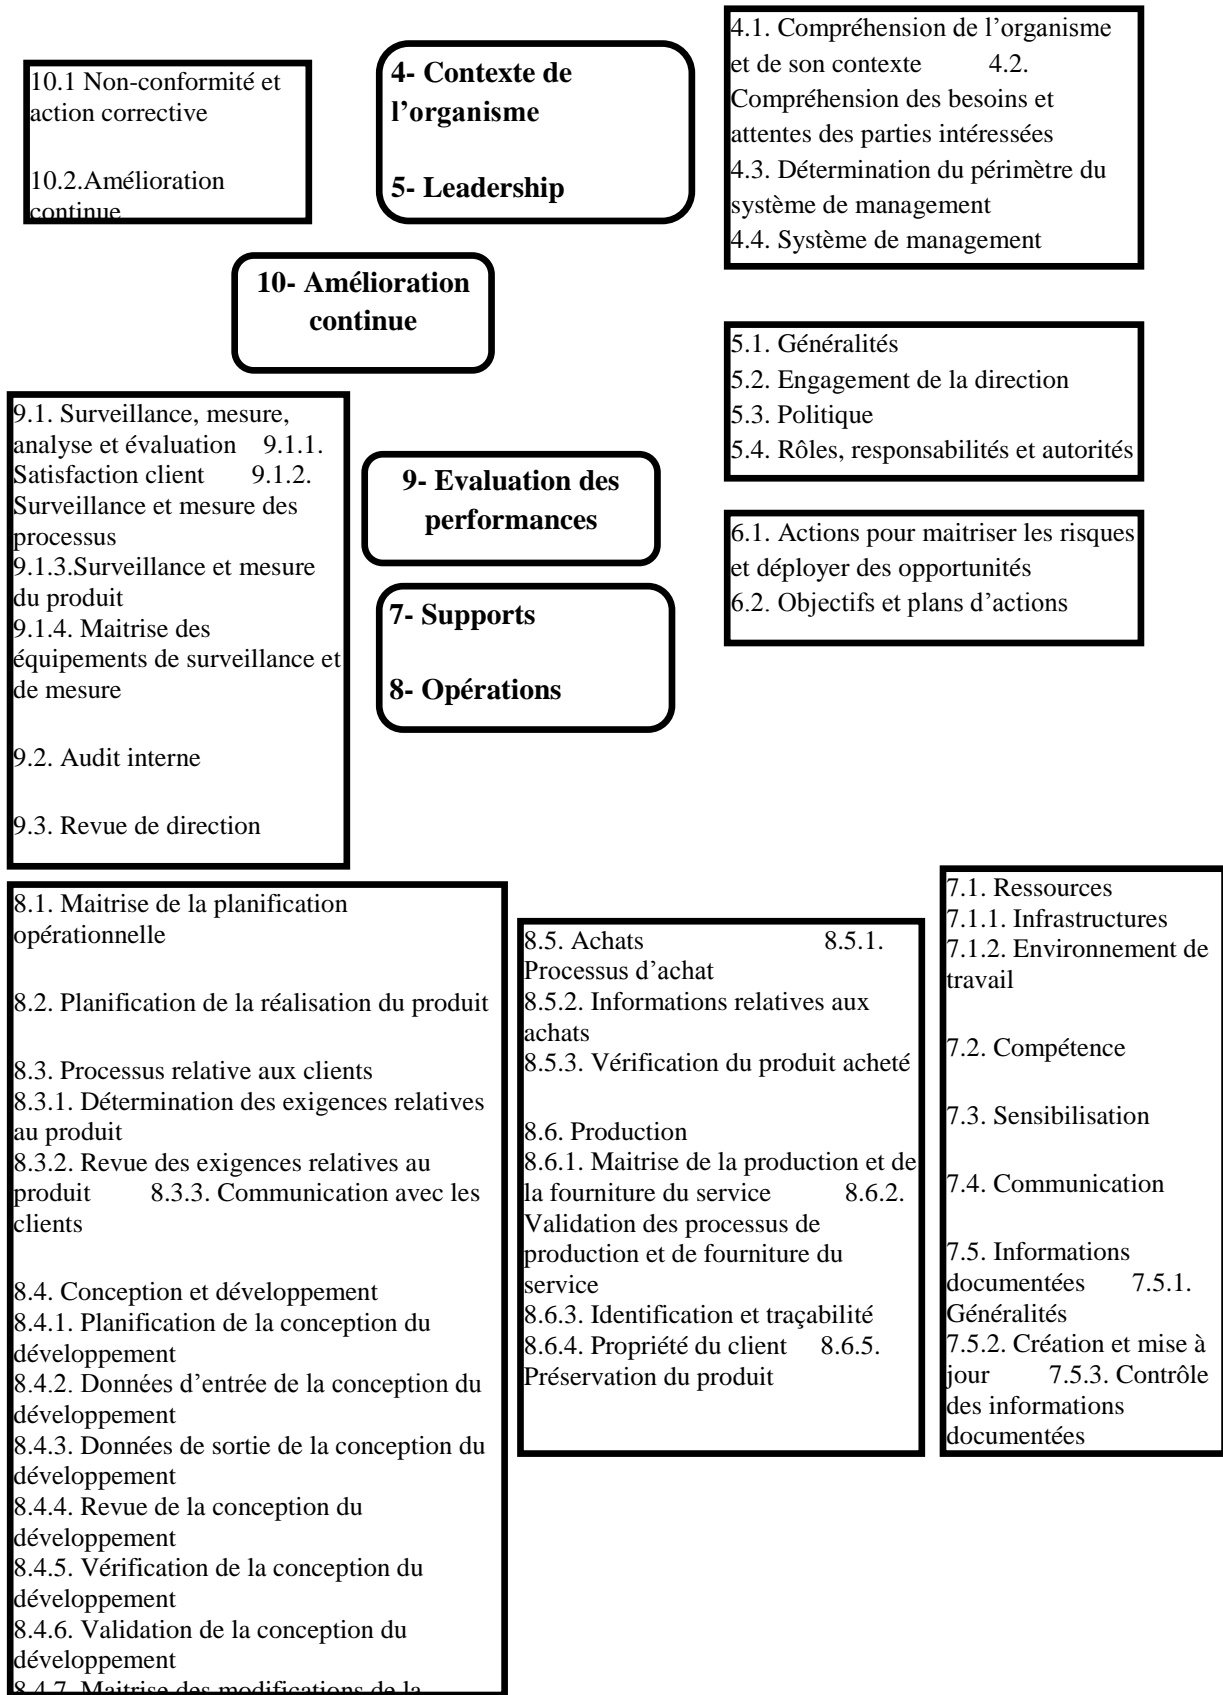 10.1 Non-conformité et
action corrective
10.2.Amélioration
continue
4- Contexte de
l’organisme
5- Leadership
4.1. Compréhension de l’organisme
et de son contexte 4.2.
Compréhension des besoins et
attentes des parties intéressées
4.3. Détermination du périmètre du
système de management
4.4. Système de management
10- Amélioration
continue
5.1. Généralités
5.2. Engagement de la direction
5.3. Politique
5.4. Rôles, responsabilités et autorités
9.1. Surveillance, mesure,
analyse et évaluation 9.1.1.
Satisfaction client 9.1.2.
Surveillance et mesure des
processus
9.1.3.Surveillance et mesure
du produit
9.1.4. Maitrise des
équipements de surveillance et
de mesure
9.2. Audit interne
9.3. Revue de direction
9- Evaluation des
performances
6.1. Actions pour maitriser les risques
et déployer des opportunités
6.2. Objectifs et plans d’actions
7- Supports
8- Opérations
8.1. Maitrise de la planification
opérationnelle
8.2. Planification de la réalisation du produit
8.3. Processus relative aux clients
8.3.1. Détermination des exigences relatives
au produit
8.3.2. Revue des exigences relatives au
produit 8.3.3. Communication avec les
clients
8.4. Conception et développement
8.4.1. Planification de la conception du
développement
8.4.2. Données d’entrée de la conception du
développement
8.4.3. Données de sortie de la conception du
développement
8.4.4. Revue de la conception du
développement
8.4.5. Vérification de la conception du
développement
8.4.6. Validation de la conception du
développement
8.4.7. Maitrise des modifications de la
8.5. Achats 8.5.1.
Processus d’achat
8.5.2. Informations relatives aux
achats
8.5.3. Vérification du produit acheté
8.6. Production
8.6.1. Maitrise de la production et de
la fourniture du service 8.6.2.
Validation des processus de
production et de fourniture du
service
8.6.3. Identification et traçabilité
8.6.4. Propriété du client 8.6.5.
Préservation du produit
7.1. Ressources
7.1.1. Infrastructures
7.1.2. Environnement de
travail
7.2. Compétence
7.3. Sensibilisation
7.4. Communication
7.5. Informations
documentées 7.5.1.
Généralités
7.5.2. Création et mise à
jour 7.5.3. Contrôle
des informations
documentées